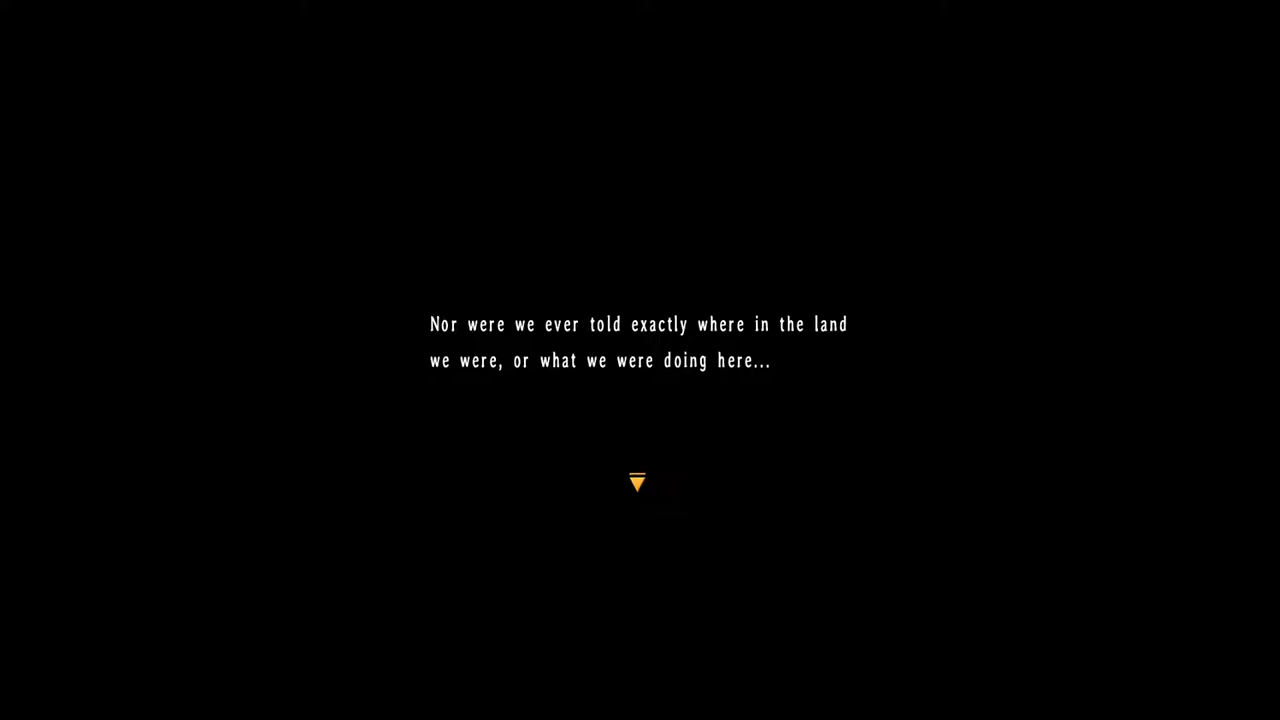 Nor were we ever told exactly where in the land
we were, or what we were doing here...